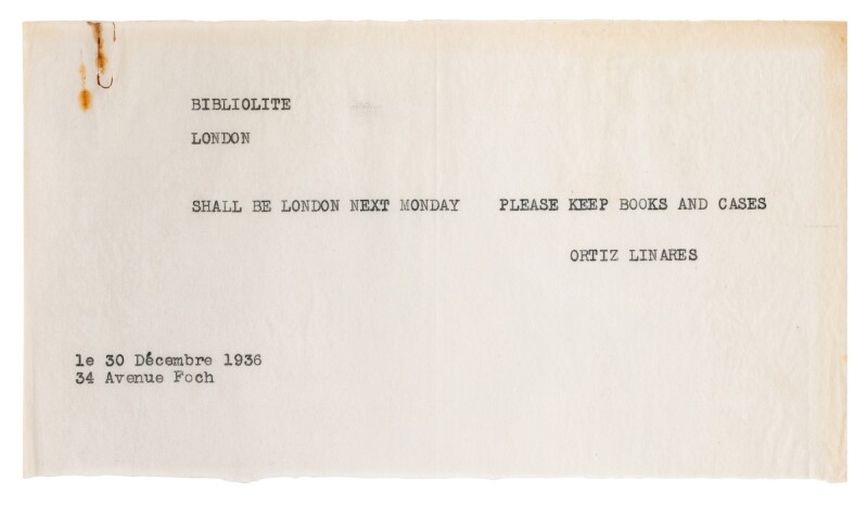 BIBLIOLITE
LONDON
SHALL BE LONDON NEXT MONDAY    PLEASE KEEP BOOKS AND CASES
ORTIZ LINARES
le 30 Décembre 1936
34 Avenue Foch